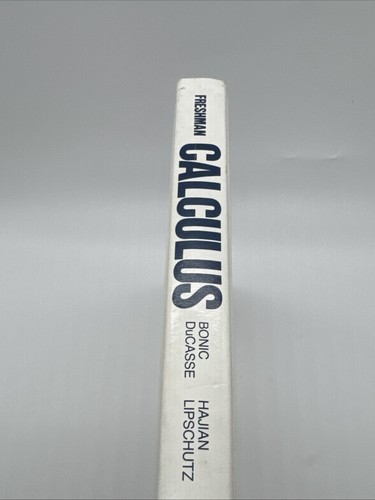 FRESHMAN
CALCULUS
BONIC
DuCASSE
HAJIAN
LIPSCHUTZ